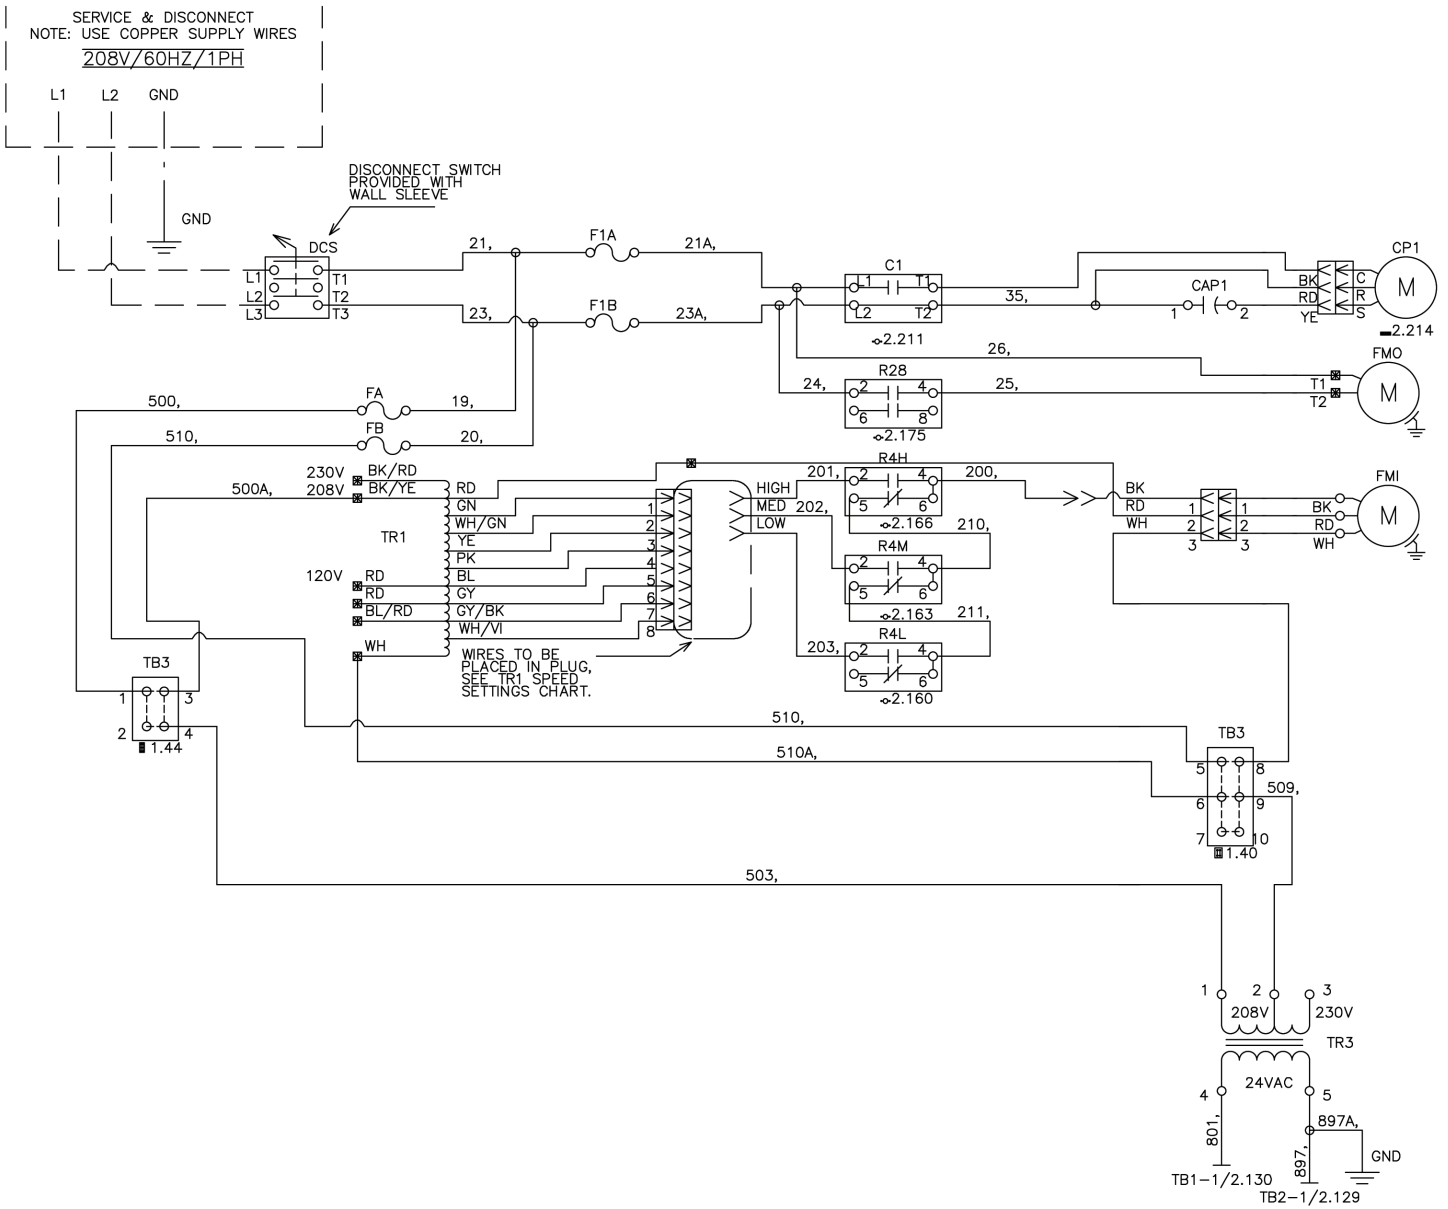 SERVICE & DISCONNECT
NOTE: USE COPPER SUPPLY WIRES
208V/60HZ/1PH
L1 L2 GND
DISCONNECT SWITCH
PROVIDED WITH
WALL SLEEVE
GND
DCS
L1 T1
L2 T2
L3 T3
21, F1A 21A,
23, F1B 23A,
C1
L1 T1
L2 T2
2.211
35,
CAP1
1 2
CP1
M
BK C
RD R
YE S
2.214
26,
R28
24, 2 4 25,
6 8
2.175
FMO
T1
T2
M
500, FA 19,
510, FB 20,
230V BK/RD
500A, 208V BK/YE
TR1
120V RD
RD
BL/RD
WH
RD
GN
WH/GN
YE
PK
BL
GY
GY/BK
WH/VI
1
2
3
4
5
6
7
8
WIRES TO BE
PLACED IN PLUG,
SEE TR1 SPEED
SETTINGS CHART.
HIGH 201,
MED 202,
LOW
203,
R4H
2 4 200,
5 6
2.166
210,
R4M
2 4
5 6
2.163
211,
R4L
2 4
5 6
2.160
BK
RD 1 1
WH 2 2
3 3
FMI
BK
RD
WH
M
TB3
1 3
2 4
1.44
510,
510A,
TB3
5 8
6 9
7 10
1.40
509,
503,
1 2 3
208V 230V
TR3
24VAC
4 5
801,
897A,
897,
GND
TB1-1/2.130
TB2-1/2.129